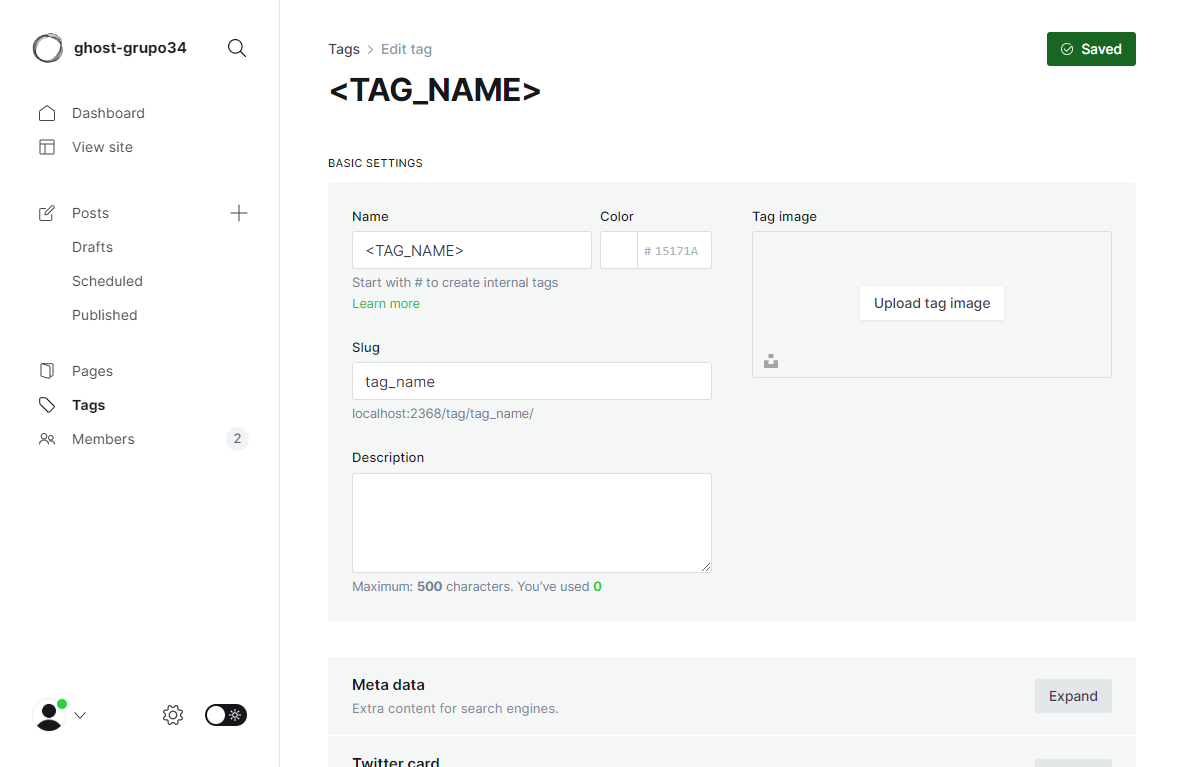 ghost-grupo34
Dashboard
View site
Posts
Drafts
Scheduled
Published
Pages
Tags
Members 2
Tags > Edit tag
Saved
<TAG_NAME>
BASIC SETTINGS
Name Color Tag image
<TAG_NAME> # 15171A
Start with # to create internal tags
Learn more
Upload tag image
Slug
tag_name
localhost:2368/tag/tag_name/
Description
Maximum: 500 characters. You’ve used 0
Meta data
Extra content for search engines.
Expand
Twitter card